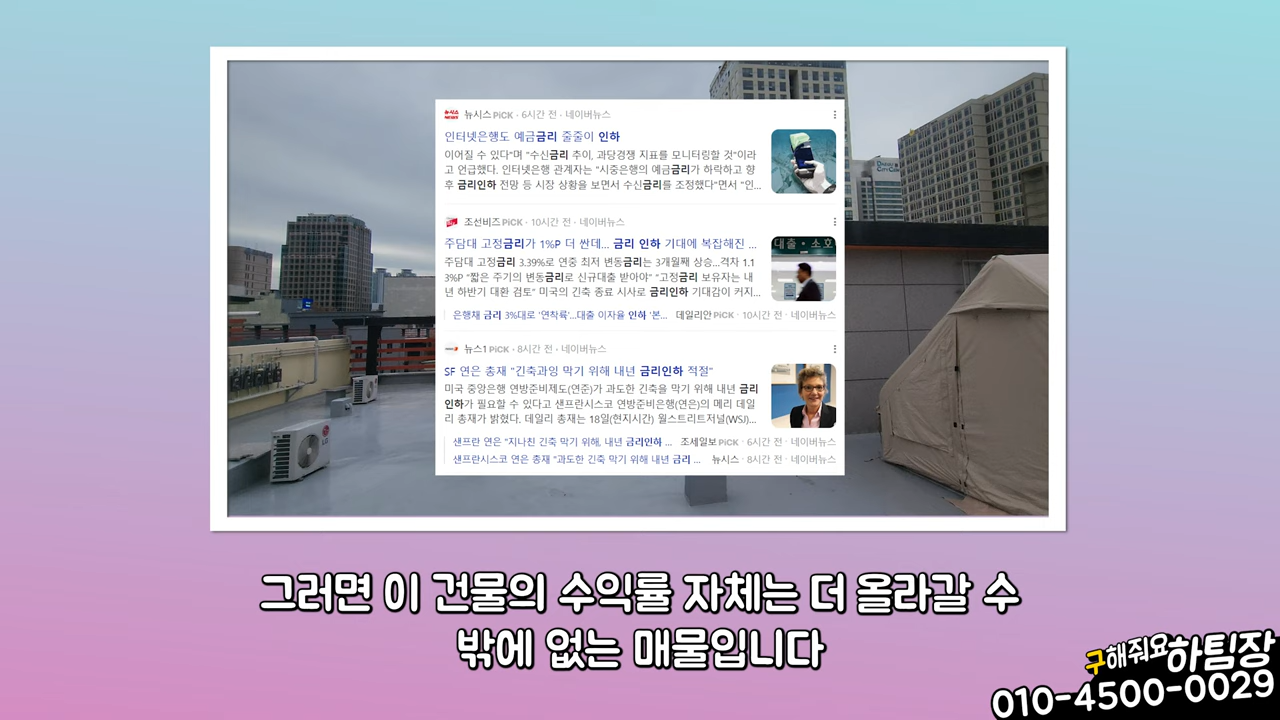 뉴시스 PiCK · 6시간 전 · 네이버뉴스
인터넷은행도 예금금리 줄줄이 인하
이어질 수 있다"며 "수신금리 추이, 과당경쟁 지표를 모니터링할 것"이라
고 언급했다. 인터넷은행 관계자는 "시중은행의 예금금리가 하락하고 향
후 금리인하 전망 등 시장 상황을 보면서 수신금리를 조정했다"면서 "인...
조선비즈 PiCK · 10시간 전 · 네이버뉴스
주담대 고정금리가 1%P 더 싼데... 금리 인하 기대에 복잡해진 ...
주담대 고정금리 3.39%로 연중 최저 변동금리는 3개월째 상승...격차 1.1
3%P "짧은 주기의 변동금리로 신규대출 받아야" "고정금리 보유자는 내
년 하반기 대환 검토" 미국의 긴축 종료 시사로 금리인하 기대감이 커지...
대출 · 소호
은행채 금리 3%대로 '연착륙'...대출 이자율 인하 '본... 데일리안 PiCK · 10시간 전 · 네이버뉴스
뉴스1 PiCK · 8시간 전 · 네이버뉴스
SF 연은 총재 "긴축과잉 막기 위해 내년 금리인하 적절"
미국 중앙은행 연방준비제도(연준)가 과도한 긴축을 막기 위해 내년 금리
인하가 필요할 수 있다고 샌프란시스코 연방준비은행(연은)의 메리 데일
리 총재가 밝혔다. 데일리 총재는 18일(현지시간) 월스트리트저널(WSJ)...
샌프란 연은 "지나친 긴축 막기 위해, 내년 금리인하 ... 조세일보 PiCK · 6시간 전 · 네이버뉴스
샌프란시스코 연은 총재 "과도한 긴축 막기 위해 내년 금리 ... 뉴시스 · 8시간 전 · 네이버뉴스
LG
그러면 이 건물의 수익률 자체는 더 올라갈 수
밖에 없는 매물입니다
구해줘요하팀장
010-4500-0029